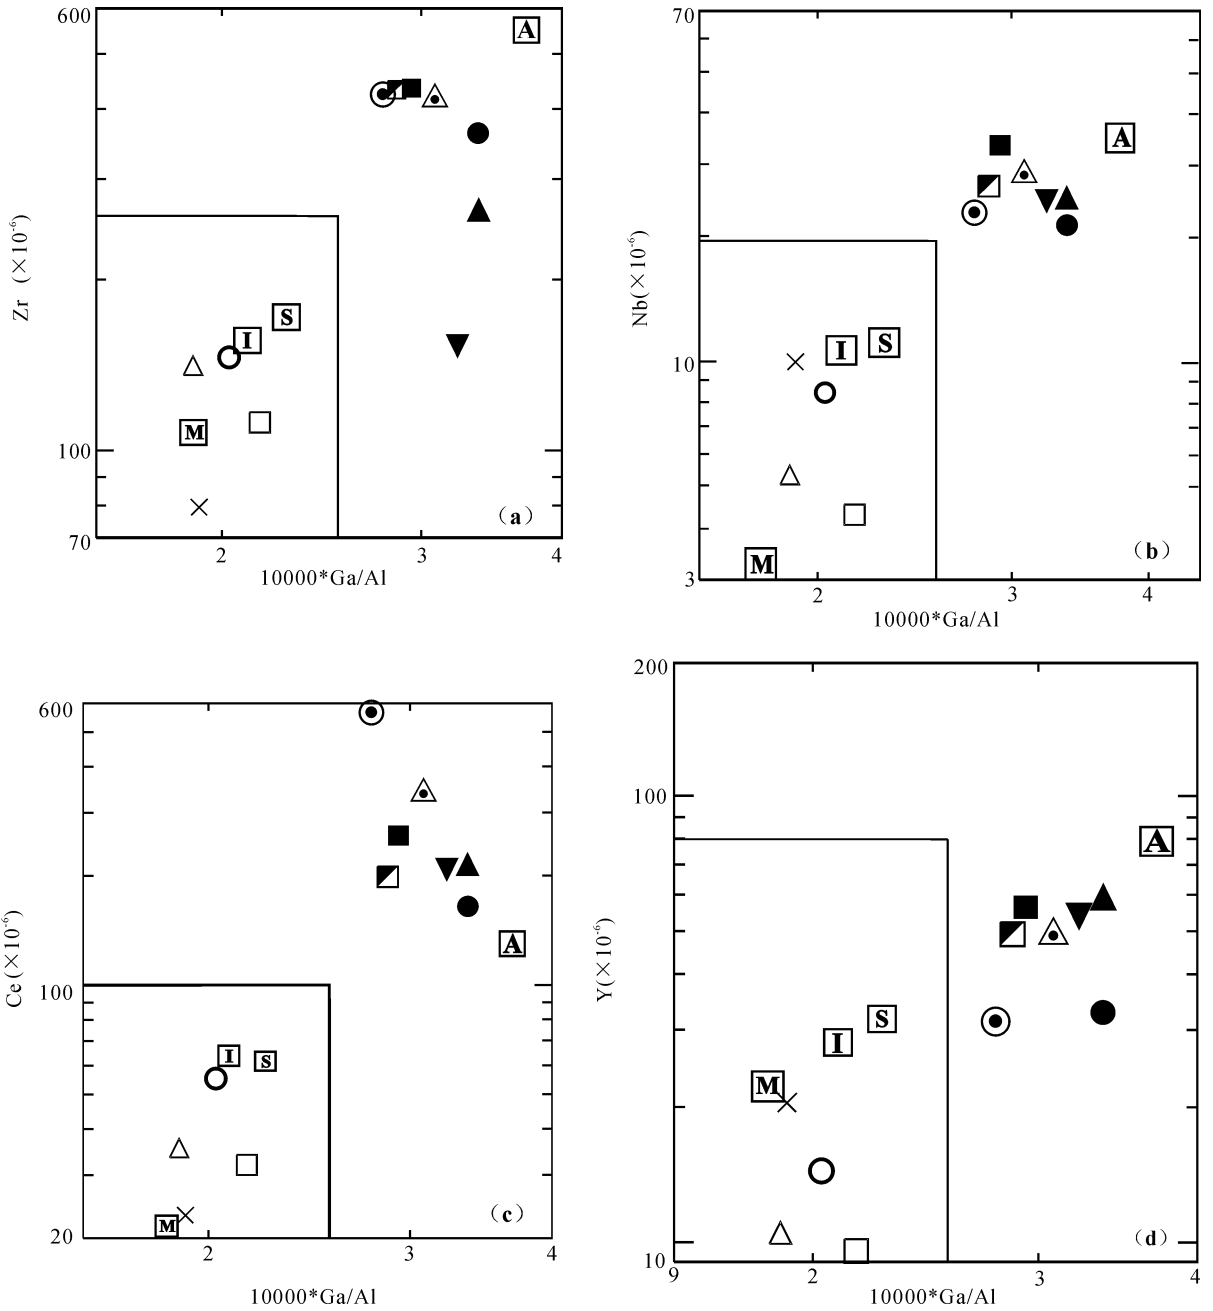 600
A
Zr (×10⁻⁶)
S
I
M
100
(a)
70
2
3
4
10000*Ga/Al
70
A
Nb(×10⁻⁶)
10
I
S
M
(b)
3
2
3
4
10000*Ga/Al
600
A
Ce(×10⁻⁶)
100
I
S
M
(c)
20
2
3
4
10000*Ga/Al
200
100
A
Y(×10⁻⁶)
S
I
M
(d)
10
9
2
3
4
10000*Ga/Al